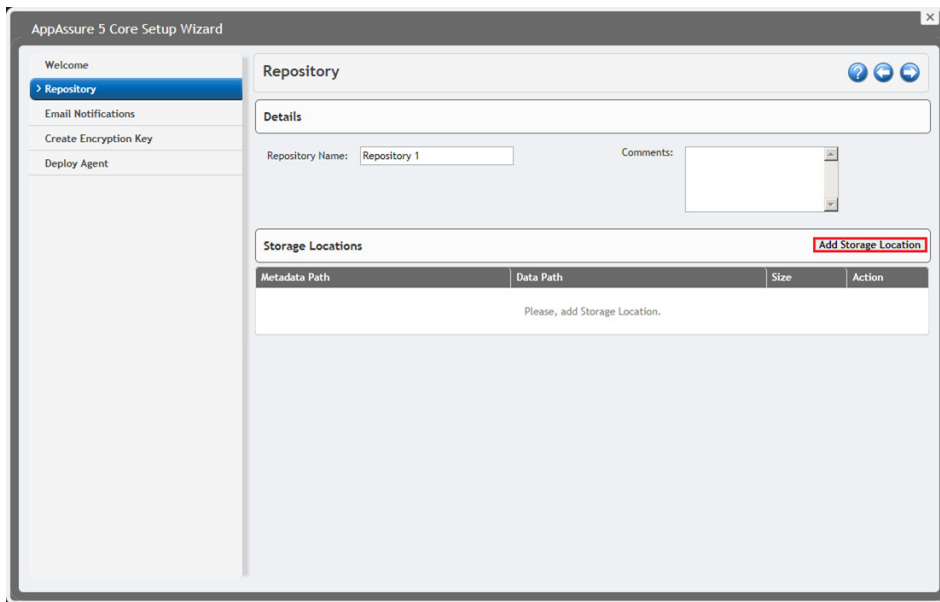 AppAssure 5 Core Setup Wizard
Welcome
Repository
Email Notifications
Create Encryption Key
Deploy Agent
Repository
Details
Repository Name: Repository 1
Comments:
Storage Locations
Add Storage Location
Metadata Path Data Path Size Action
Please, add Storage Location.